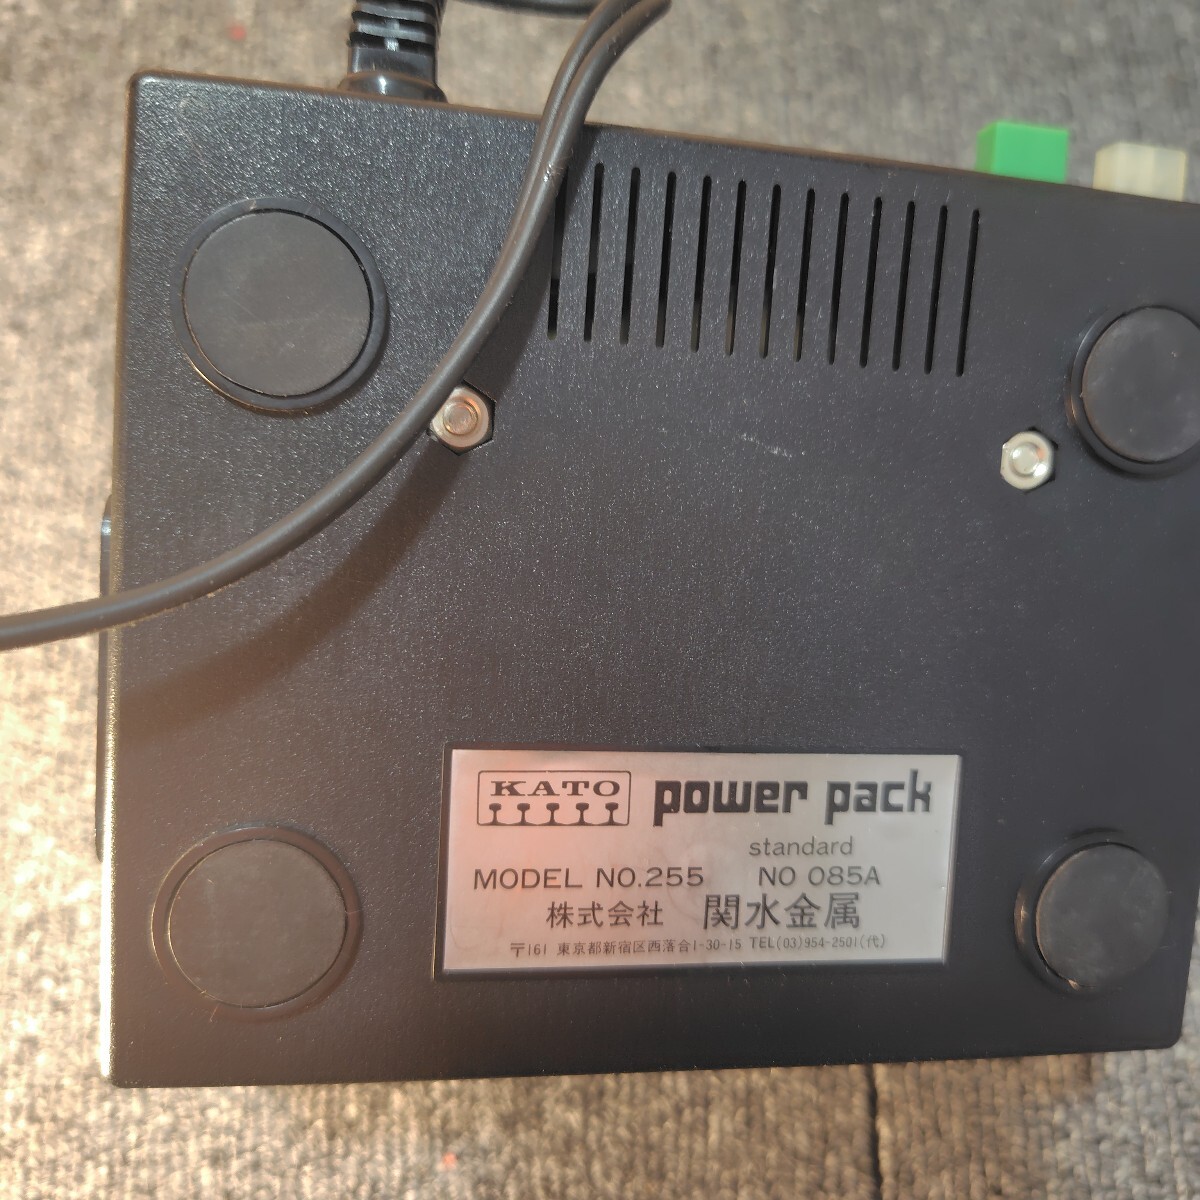 KATO power pack
standard
MODEL NO.255 NO 085A
株式会社 関水金属
〒161 東京都新宿区西落合1-30-15 TEL(03)954-2501(代)